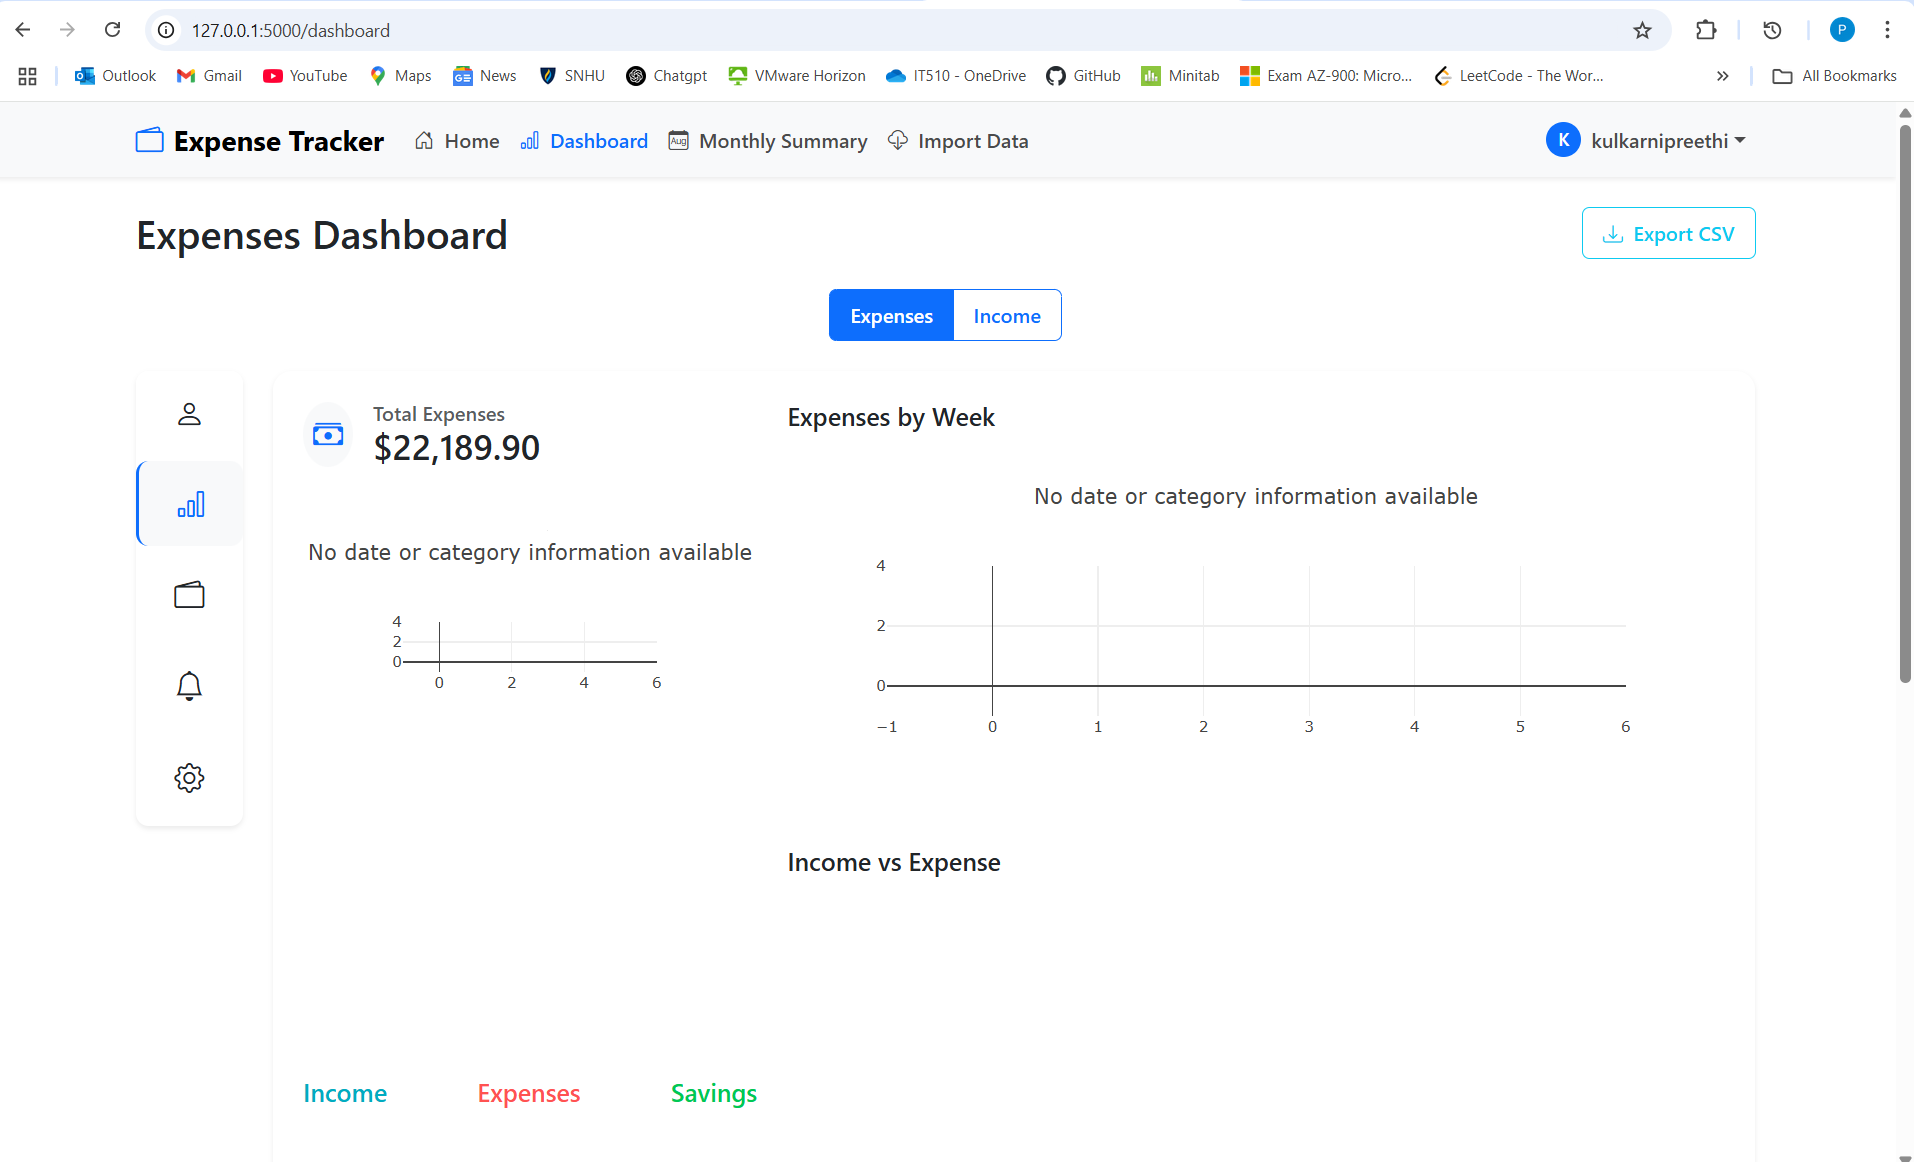 127.0.0.1:5000/dashboard
P
Outlook Gmail YouTube Maps News SNHU Chatgpt VMware Horizon IT510 - OneDrive GitHub Minitab Exam AZ-900: Micro... LeetCode - The Wor... » All Bookmarks
Expense Tracker Home Dashboard Aug Monthly Summary Import Data K kulkarnipreethi
Expenses Dashboard
Export CSV
Expenses Income
Total Expenses
$22,189.90
No date or category information available
4
2
0
0 2 4 6
Expenses by Week
No date or category information available
4
2
0
−1 0 1 2 3 4 5 6
Income vs Expense
Income Expenses Savings